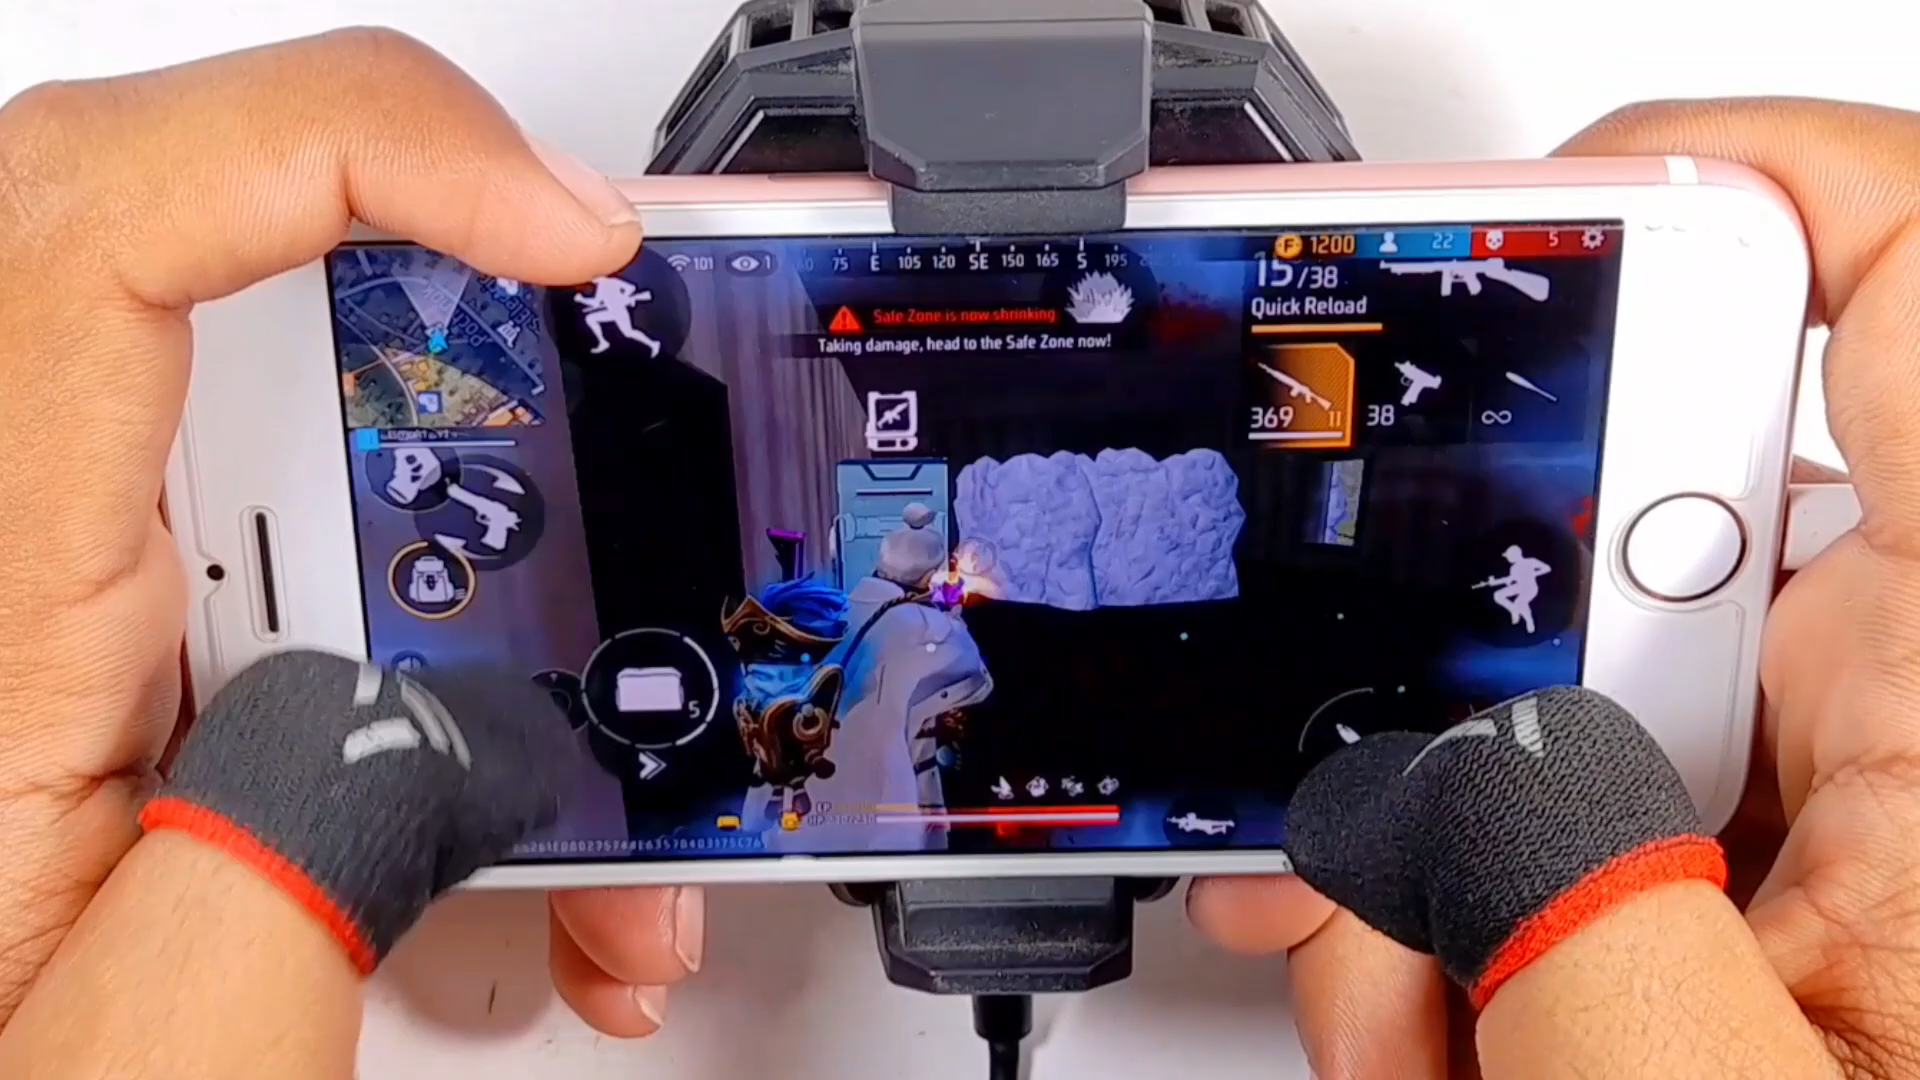 101
1
75 E 105 120 SE 150 165 S 195
1200
22
5
15/38
Quick Reload
Safe Zone is now shrinking
Taking damage, head to the Safe Zone now!
369 11
38
∞
5